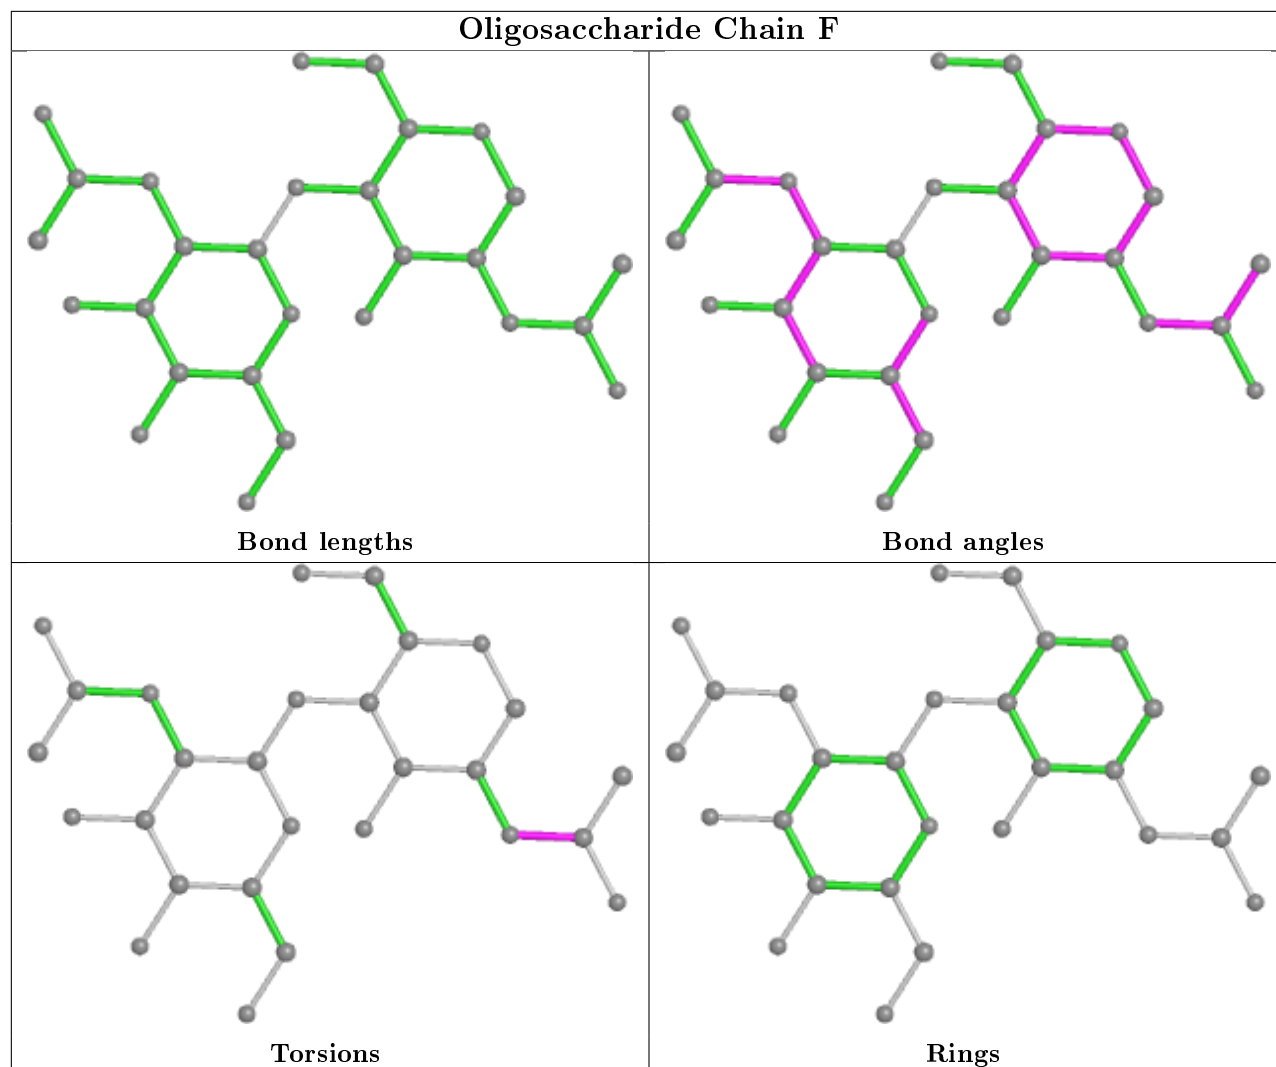 Oligosaccharide Chain F
Bond lengths
Bond angles
Torsions
Rings